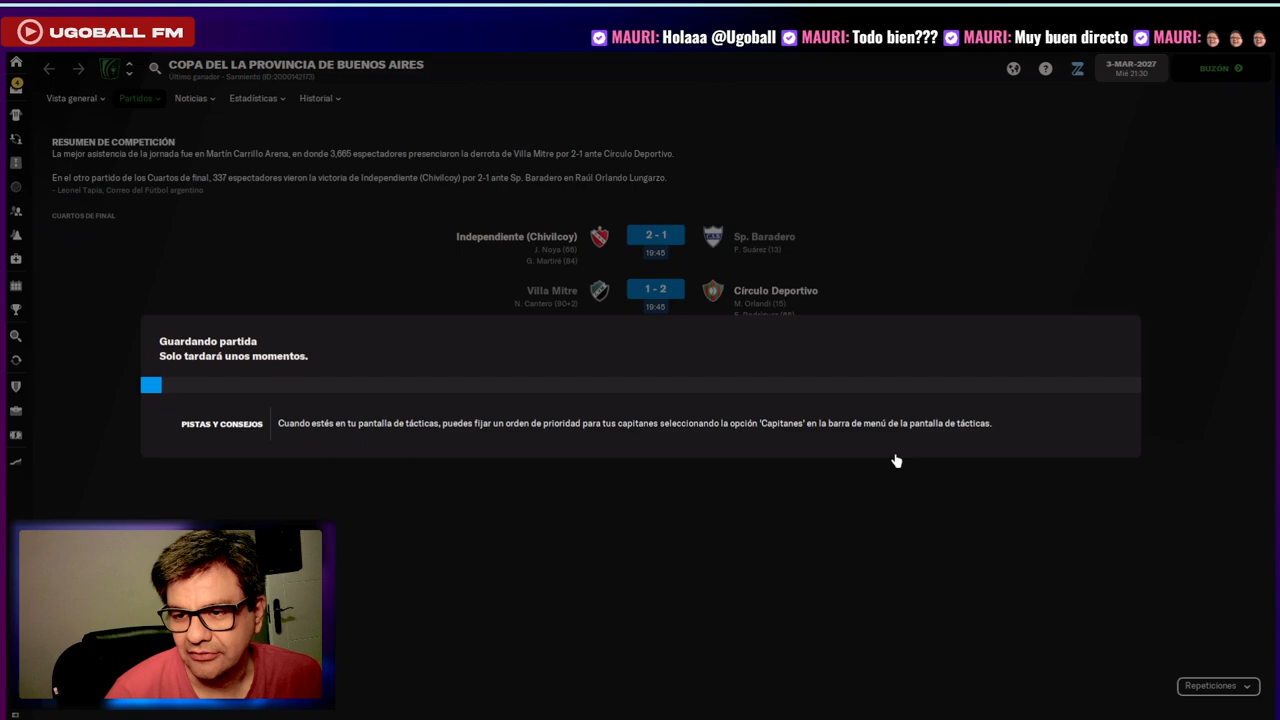 UGOBALL FM
MAURI: Holaaa @Ugoball MAURI: Todo bien??? MAURI: Muy buen directo MAURI:
COPA DEL LA PROVINCIA DE BUENOS AIRES
Último ganador - Sarmiento (ID:2000142173)
3-MAR-2027
Mié 21:30
BUZÓN
4
Vista general
Partidos
Noticias
Estadísticas
Historial
RESUMEN DE COMPETICIÓN
La mejor asistencia de la jornada fue en Martín Carrillo Arena, en donde 3,665 espectadores presenciaron la derrota de Villa Mitre por 2-1 ante Círculo Deportivo.
En el otro partido de los Cuartos de final, 337 espectadores vieron la victoria de Independiente (Chivilcoy) por 2-1 ante Sp. Baradero en Raúl Orlando Lungarzo.
- Leonel Tapia, Correo del Fútbol argentino
CUARTOS DE FINAL
Independiente (Chivilcoy) 2 - 1 Sp. Baradero
J. Noya (66) 19:45 F. Suárez (13)
G. Martiré (84)
Villa Mitre 1 - 2 Círculo Deportivo
N. Cantero (90+2) 19:45 M. Orlandi (15)
Guardando partida
Solo tardará unos momentos.
PISTAS Y CONSEJOS
Cuando estés en tu pantalla de tácticas, puedes fijar un orden de prioridad para tus capitanes seleccionando la opción 'Capitanes' en la barra de menú de la pantalla de tácticas.
Repeticiones